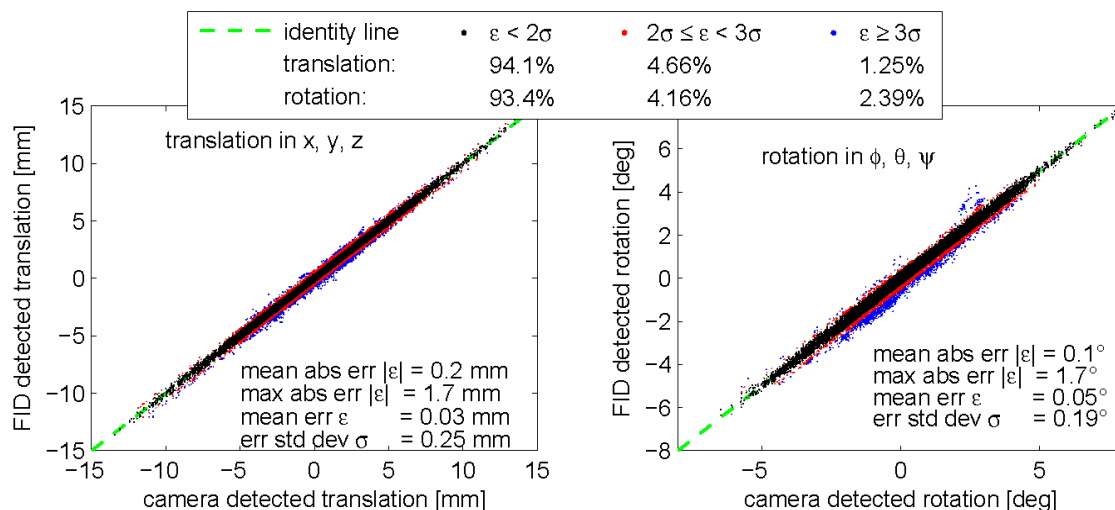 identity line ε < 2σ 2σ ≤ ε < 3σ ε ≥ 3σ
translation: 94.1% 4.66% 1.25%
rotation: 93.4% 4.16% 2.39%
translation in x, y, z
FID detected translation [mm]
15
10
5
0
−5
−10
−15
mean abs err |ε| = 0.2 mm
max abs err |ε| = 1.7 mm
mean err ε = 0.03 mm
err std dev σ = 0.25 mm
−15 −10 −5 0 5 10 15
camera detected translation [mm]
rotation in ϕ, θ, ψ
FID detected rotation [deg]
6
4
2
0
−2
−4
−6
−8
mean abs err |ε| = 0.1°
max abs err |ε| = 1.7°
mean err ε = 0.05°
err std dev σ = 0.19°
−5 0 5
camera detected rotation [deg]